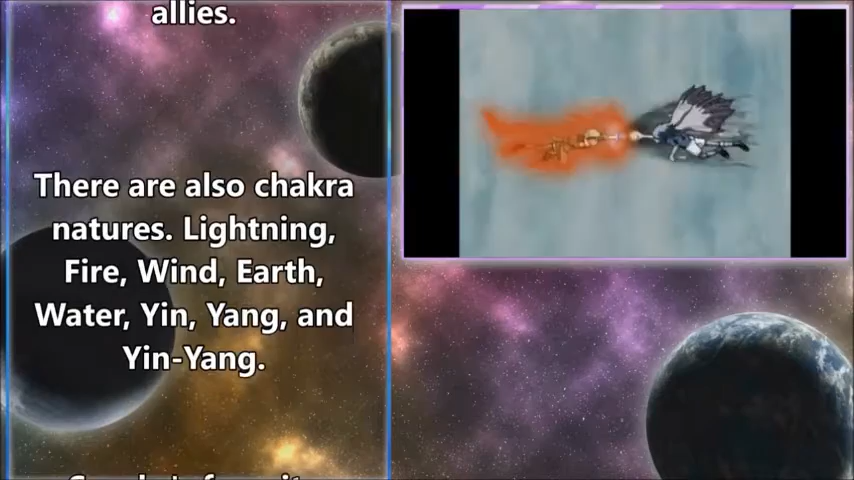 allies.
There are also chakra
natures. Lightning,
Fire, Wind, Earth,
Water, Yin, Yang, and
Yin-Yang.